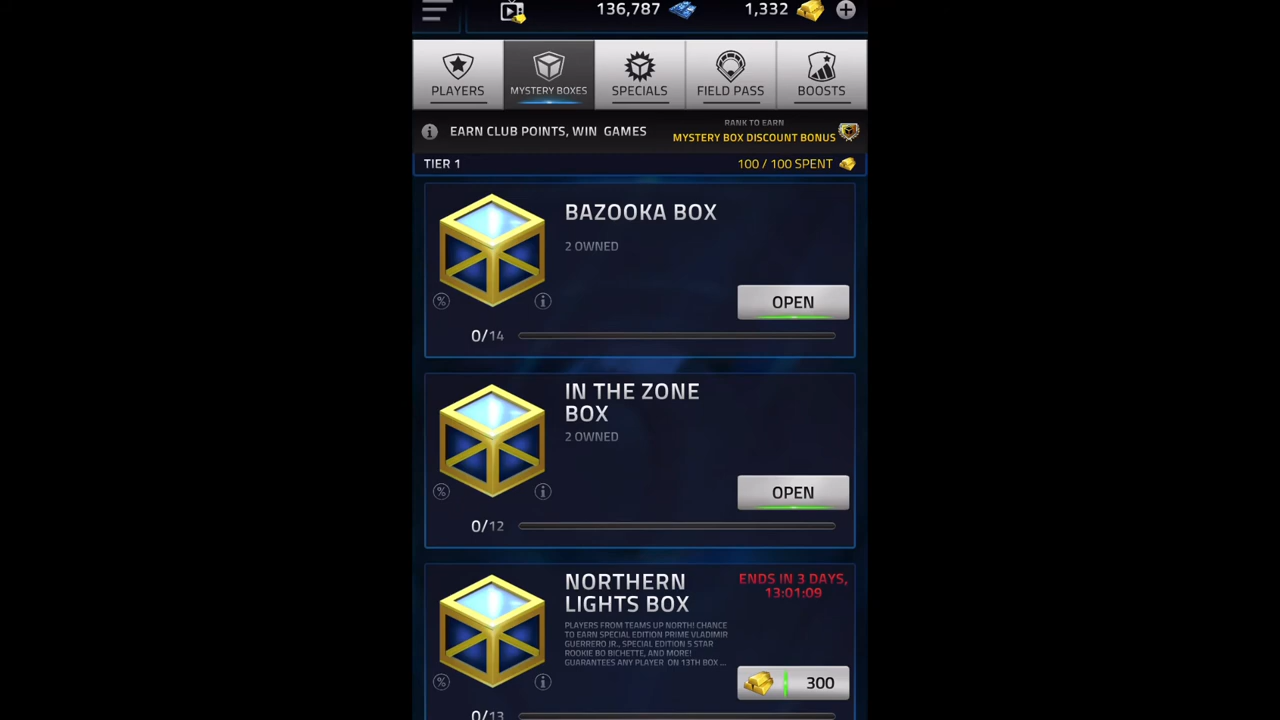 136,787
1,332
PLAYERS
MYSTERY BOXES
SPECIALS
FIELD PASS
BOOSTS
EARN CLUB POINTS, WIN GAMES
RANK TO EARN
MYSTERY BOX DISCOUNT BONUS
TIER 1
100 / 100 SPENT
BAZOOKA BOX
2 OWNED
OPEN
0/14
IN THE ZONE
BOX
2 OWNED
OPEN
0/12
NORTHERN
LIGHTS BOX
ENDS IN 3 DAYS,
13:01:09
PLAYERS FROM TEAMS UP NORTH! CHANCE
TO EARN SPECIAL EDITION PRIME VLADIMIR
GUERRERO JR., SPECIAL EDITION 5 STAR
ROOKIE BO BICHETTE, AND MORE!
GUARANTEES ANY PLAYER ON 13TH BOX ...
300
0/13